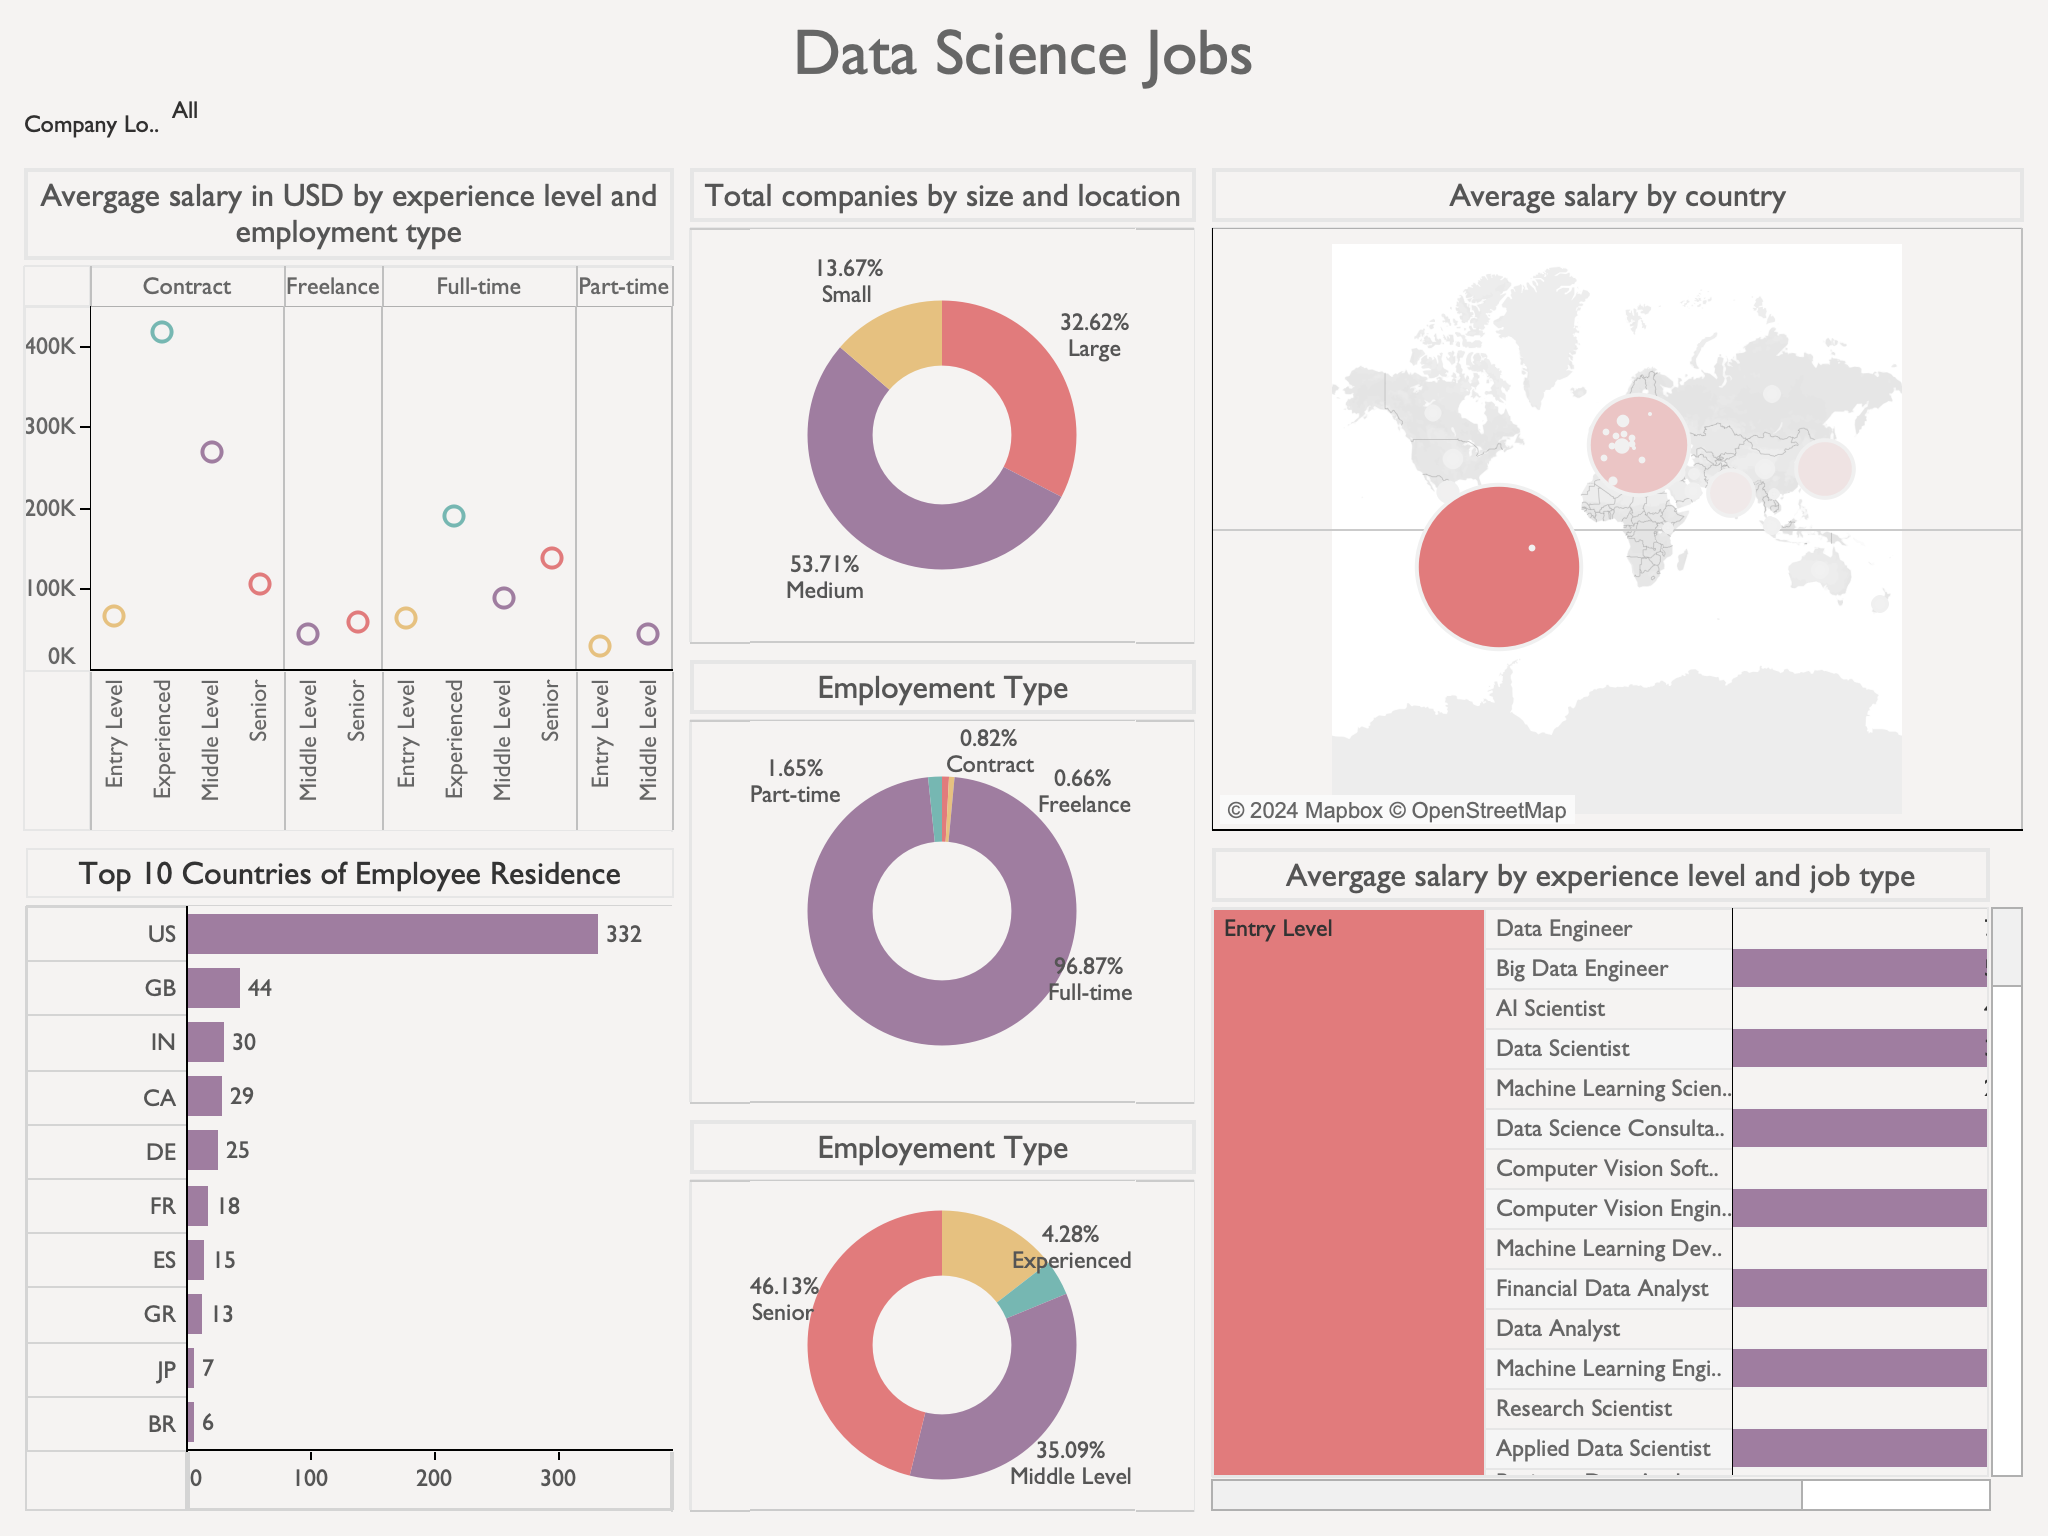 Data Science Jobs
Company Lo..
All
Avergage salary in USD by experience level and
employment type
Contract
Freelance
Full-time
Part-time
400K
300K
200K
100K
0K
Entry Level
Experienced
Middle Level
Senior
Middle Level
Senior
Entry Level
Experienced
Middle Level
Senior
Entry Level
Middle Level
Top 10 Countries of Employee Residence
US
332
GB
44
IN
30
CA
29
DE
25
FR
18
ES
15
GR
13
JP
7
BR
6
0
100
200
300
Total companies by size and location
13.67%
Small
32.62%
Large
53.71%
Medium
Employement Type
0.82%
Contract
1.65%
Part-time
0.66%
Freelance
96.87%
Full-time
Employement Type
4.28%
Experienced
46.13%
Senior
35.09%
Middle Level
Average salary by country
© 2024 Mapbox © OpenStreetMap
Avergage salary by experience level and job type
Entry Level
Data Engineer
Big Data Engineer
AI Scientist
Data Scientist
Machine Learning Scien..
Data Science Consulta..
Computer Vision Soft..
Computer Vision Engin..
Machine Learning Dev..
Financial Data Analyst
Data Analyst
Machine Learning Engi..
Research Scientist
Applied Data Scientist